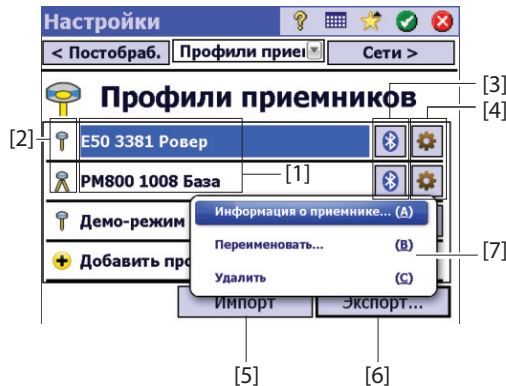 Настройки
< Постобраб. Профили прием Сети >
Профили приемников
[3]
[4]
[2]
E50 3381 Ровер
PM800 1008 База
[1]
Демо-режим
Информация о приемнике... (A)
Переименовать... (B)
[7]
Добавить про
Удалить (C)
Импорт
Экспорт...
[5]
[6]